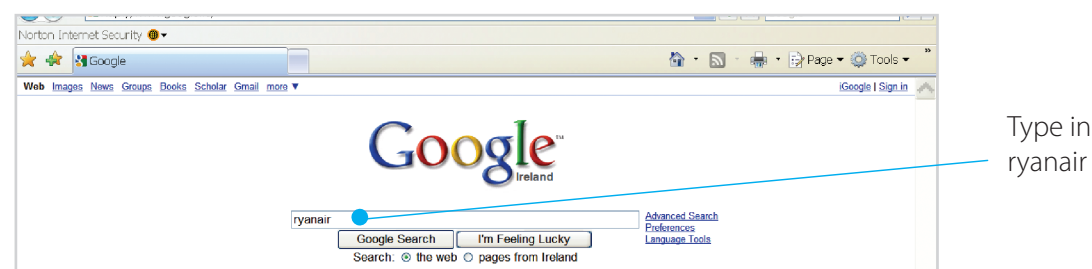 Norton Internet Security
Google
Page Tools »
Web Images News Groups Books Scholar Gmail more iGoogle | Sign in
Google™
Ireland
Type in
ryanair
ryanair
Advanced Search
Preferences
Language Tools
Google Search I'm Feeling Lucky
Search: the web pages from Ireland